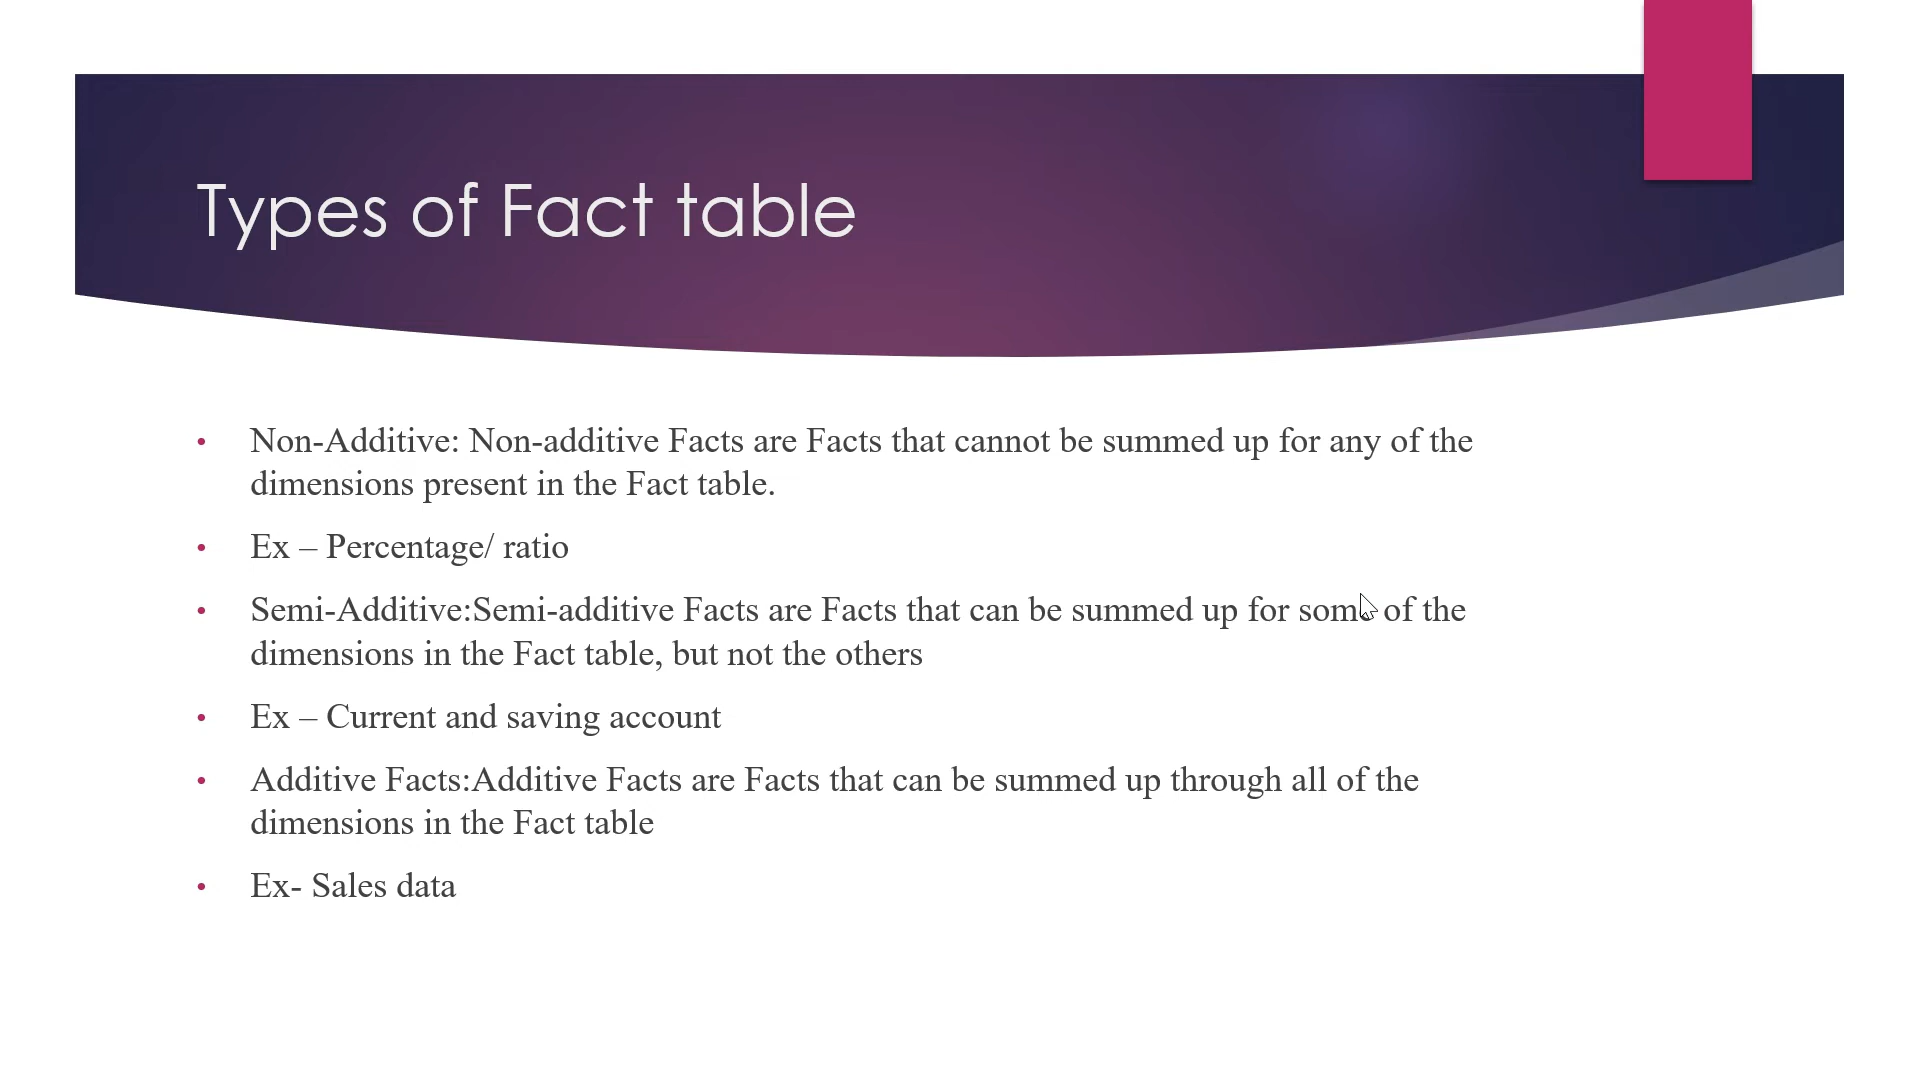 Types of Fact table
• Non-Additive: Non-additive Facts are Facts that cannot be summed up for any of the
dimensions present in the Fact table.
• Ex – Percentage/ ratio
• Semi-Additive:Semi-additive Facts are Facts that can be summed up for some of the
dimensions in the Fact table, but not the others
• Ex – Current and saving account
• Additive Facts:Additive Facts are Facts that can be summed up through all of the
dimensions in the Fact table
• Ex- Sales data